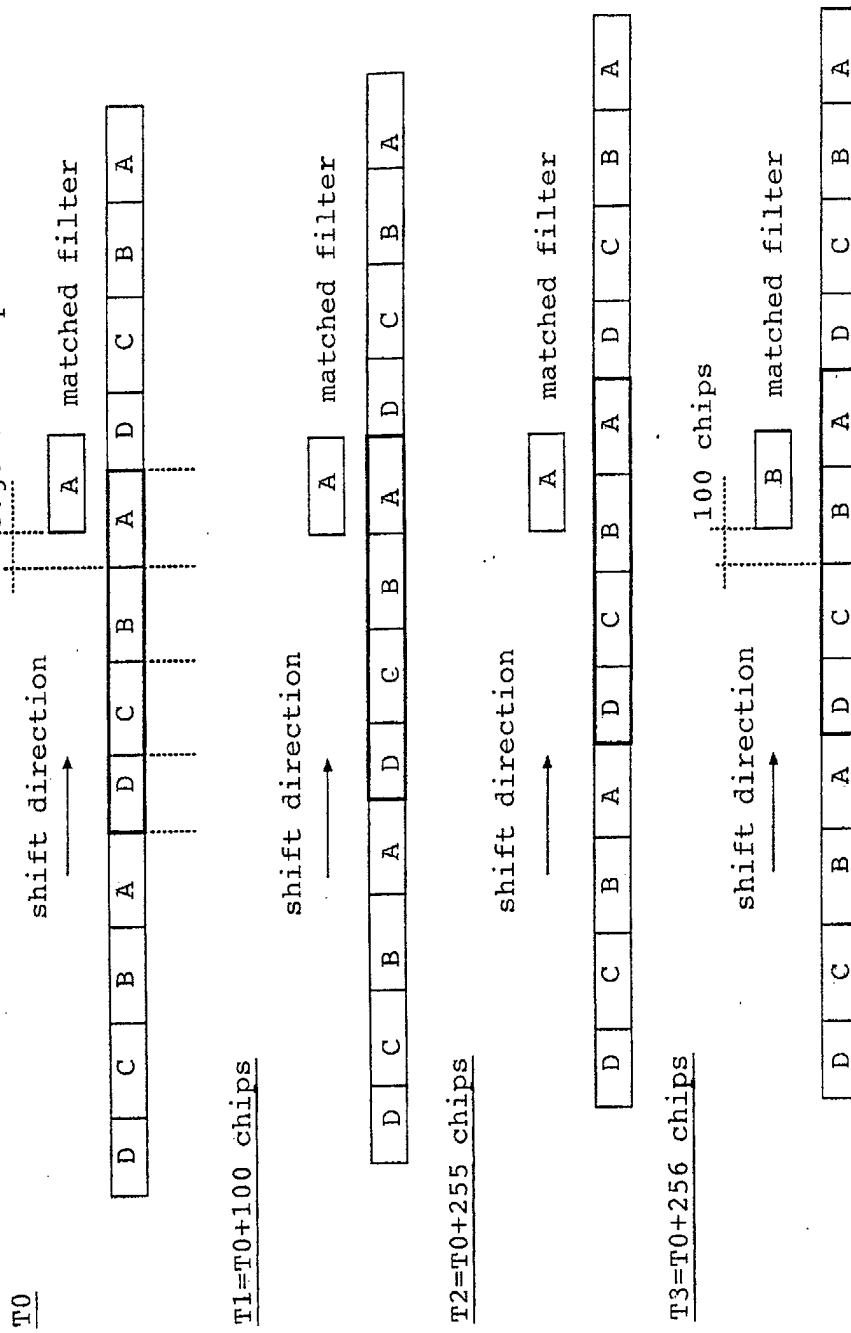 T0
A matched filter
shift direction
D C B A D C B A D C B A
T1=T0+100 chips
A matched filter
shift direction
D C B A D C B A D C B A
T2=T0+255 chips
A matched filter
shift direction
D C B A D C B A D C B A
T3=T0+256 chips
100 chips
B matched filter
shift direction
D C B A D C B A D C B A